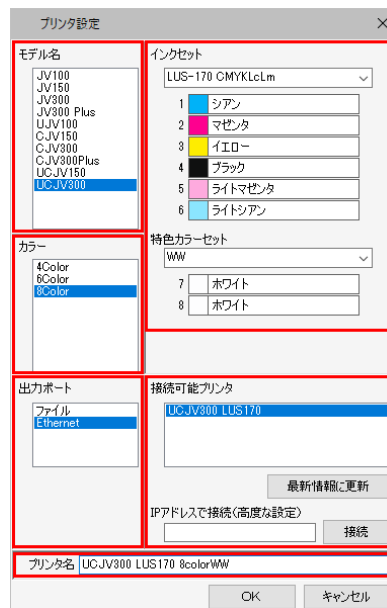 プリンタ設定
モデル名
JV100
JV150
JV300
JV300 Plus
UJV100
CJV150
CJV300
CJV300Plus
UCJV150
UCJV300
インクセット
LUS-170 CMYKLcLm
1 シアン
2 マゼンタ
3 イエロー
4 ブラック
5 ライトマゼンタ
6 ライトシアン
特色カラーセット
WW
7 ホワイト
8 ホワイト
カラー
4Color
6Color
8Color
出力ポート
ファイル
Ethernet
接続可能プリンタ
UCJV300 LUS170
最新情報に更新
IPアドレスで接続(高度な設定)
接続
プリンタ名 UCJV300 LUS170 8colorWW
OK キャンセル